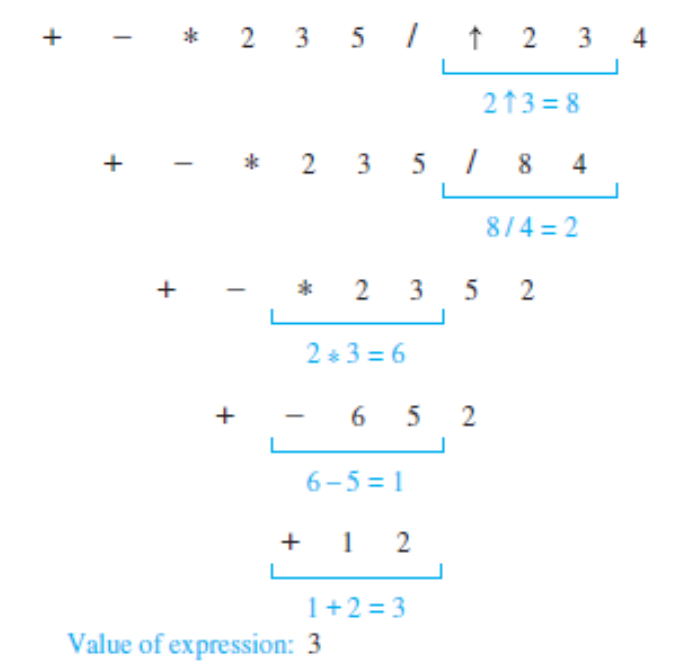 + − * 2 3 5 / ↑ 2 3 4
2 ↑ 3 = 8
+ − * 2 3 5 / 8 4
8 / 4 = 2
+ − * 2 3 5 2
2 * 3 = 6
+ − 6 5 2
6 − 5 = 1
+ 1 2
1 + 2 = 3
Value of expression: 3